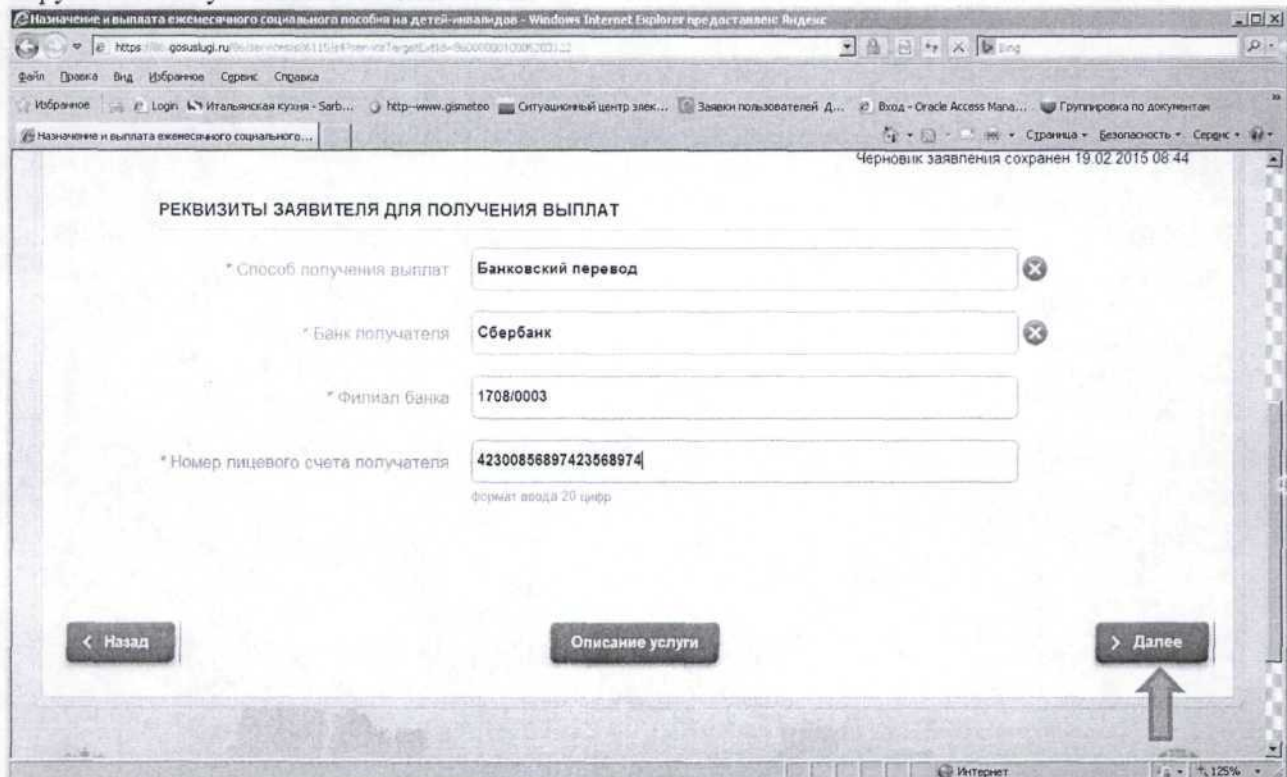 Назначение и выплата ежемесячного социального пособия на детей-инвалидов - Windows Internet Explorer предоставлен: Яндекс
https gosuslugi.ru
Bing
Файл Правка Вид Избранное Сервис Справка
Избранное Login Итальянская кухня - Sarb... http--www.gismeteo Ситуационный центр элек... Заявки пользователей Д... Вход - Oracle Access Mana... Группировка по документам
Назначение и выплата ежемесячного социального... Страница Безопасность Сервис
Черновик заявления сохранен 19.02.2015 08:44
РЕКВИЗИТЫ ЗАЯВИТЕЛЯ ДЛЯ ПОЛУЧЕНИЯ ВЫПЛАТ
* Способ получения выплат Банковский перевод
* Банк получателя Сбербанк
* Филиал банка 1708/0003
* Номер лицевого счета получателя 42300856897423568974
формат ввода 20 цифр
< Назад Описание услуги > Далее
Интернет 125%